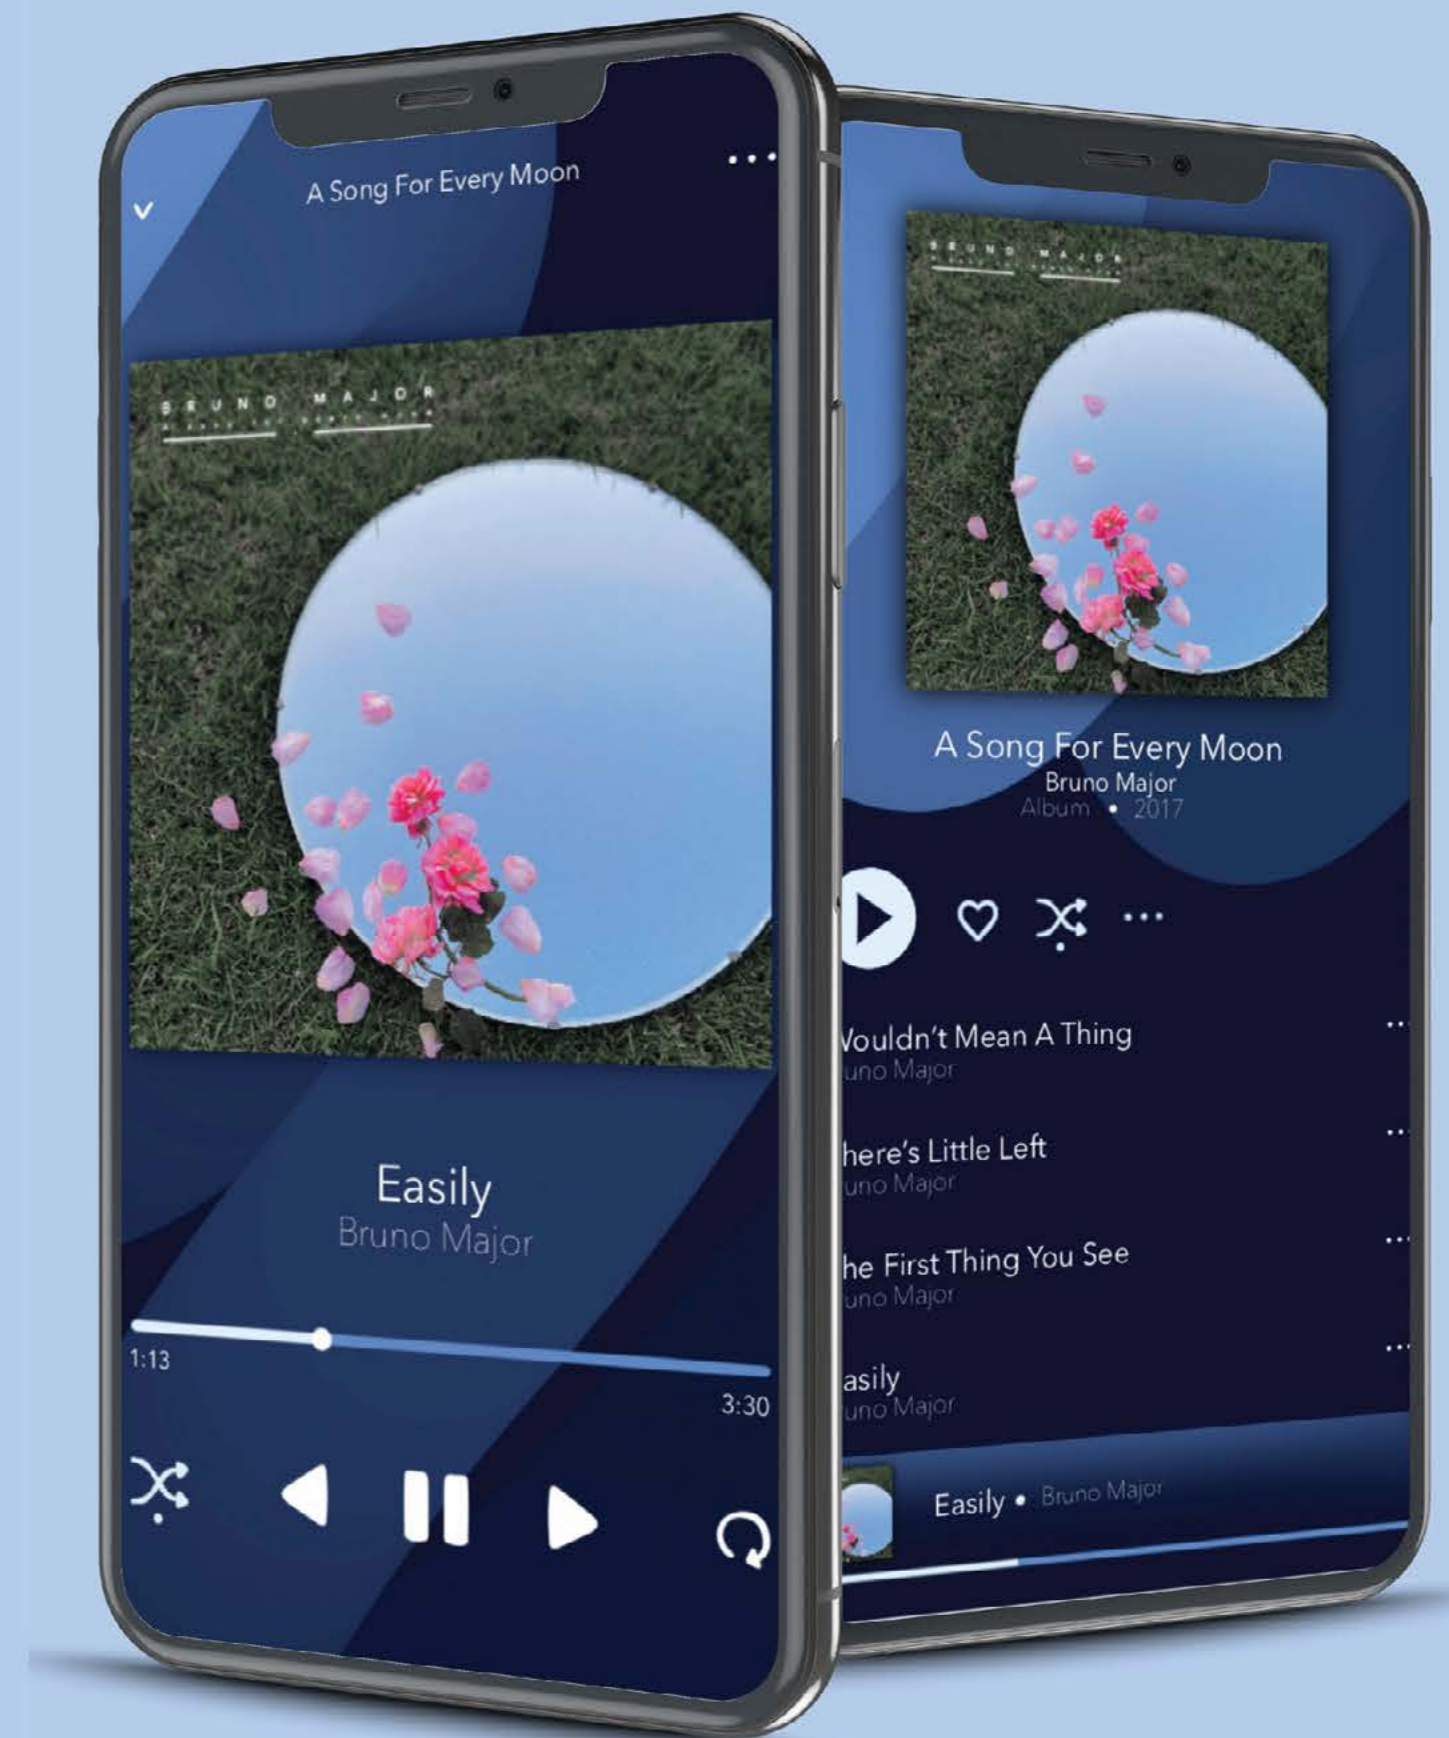 A Song For Every Moon
BRUNO MAJOR
Easily
Bruno Major
1:13
3:30
BRUNO MAJOR
A Song For Every Moon
Bruno Major
Album • 2017
Wouldn't Mean A Thing
uno Major
here's Little Left
uno Major
he First Thing You See
uno Major
asily
uno Major
Easily • Bruno Major